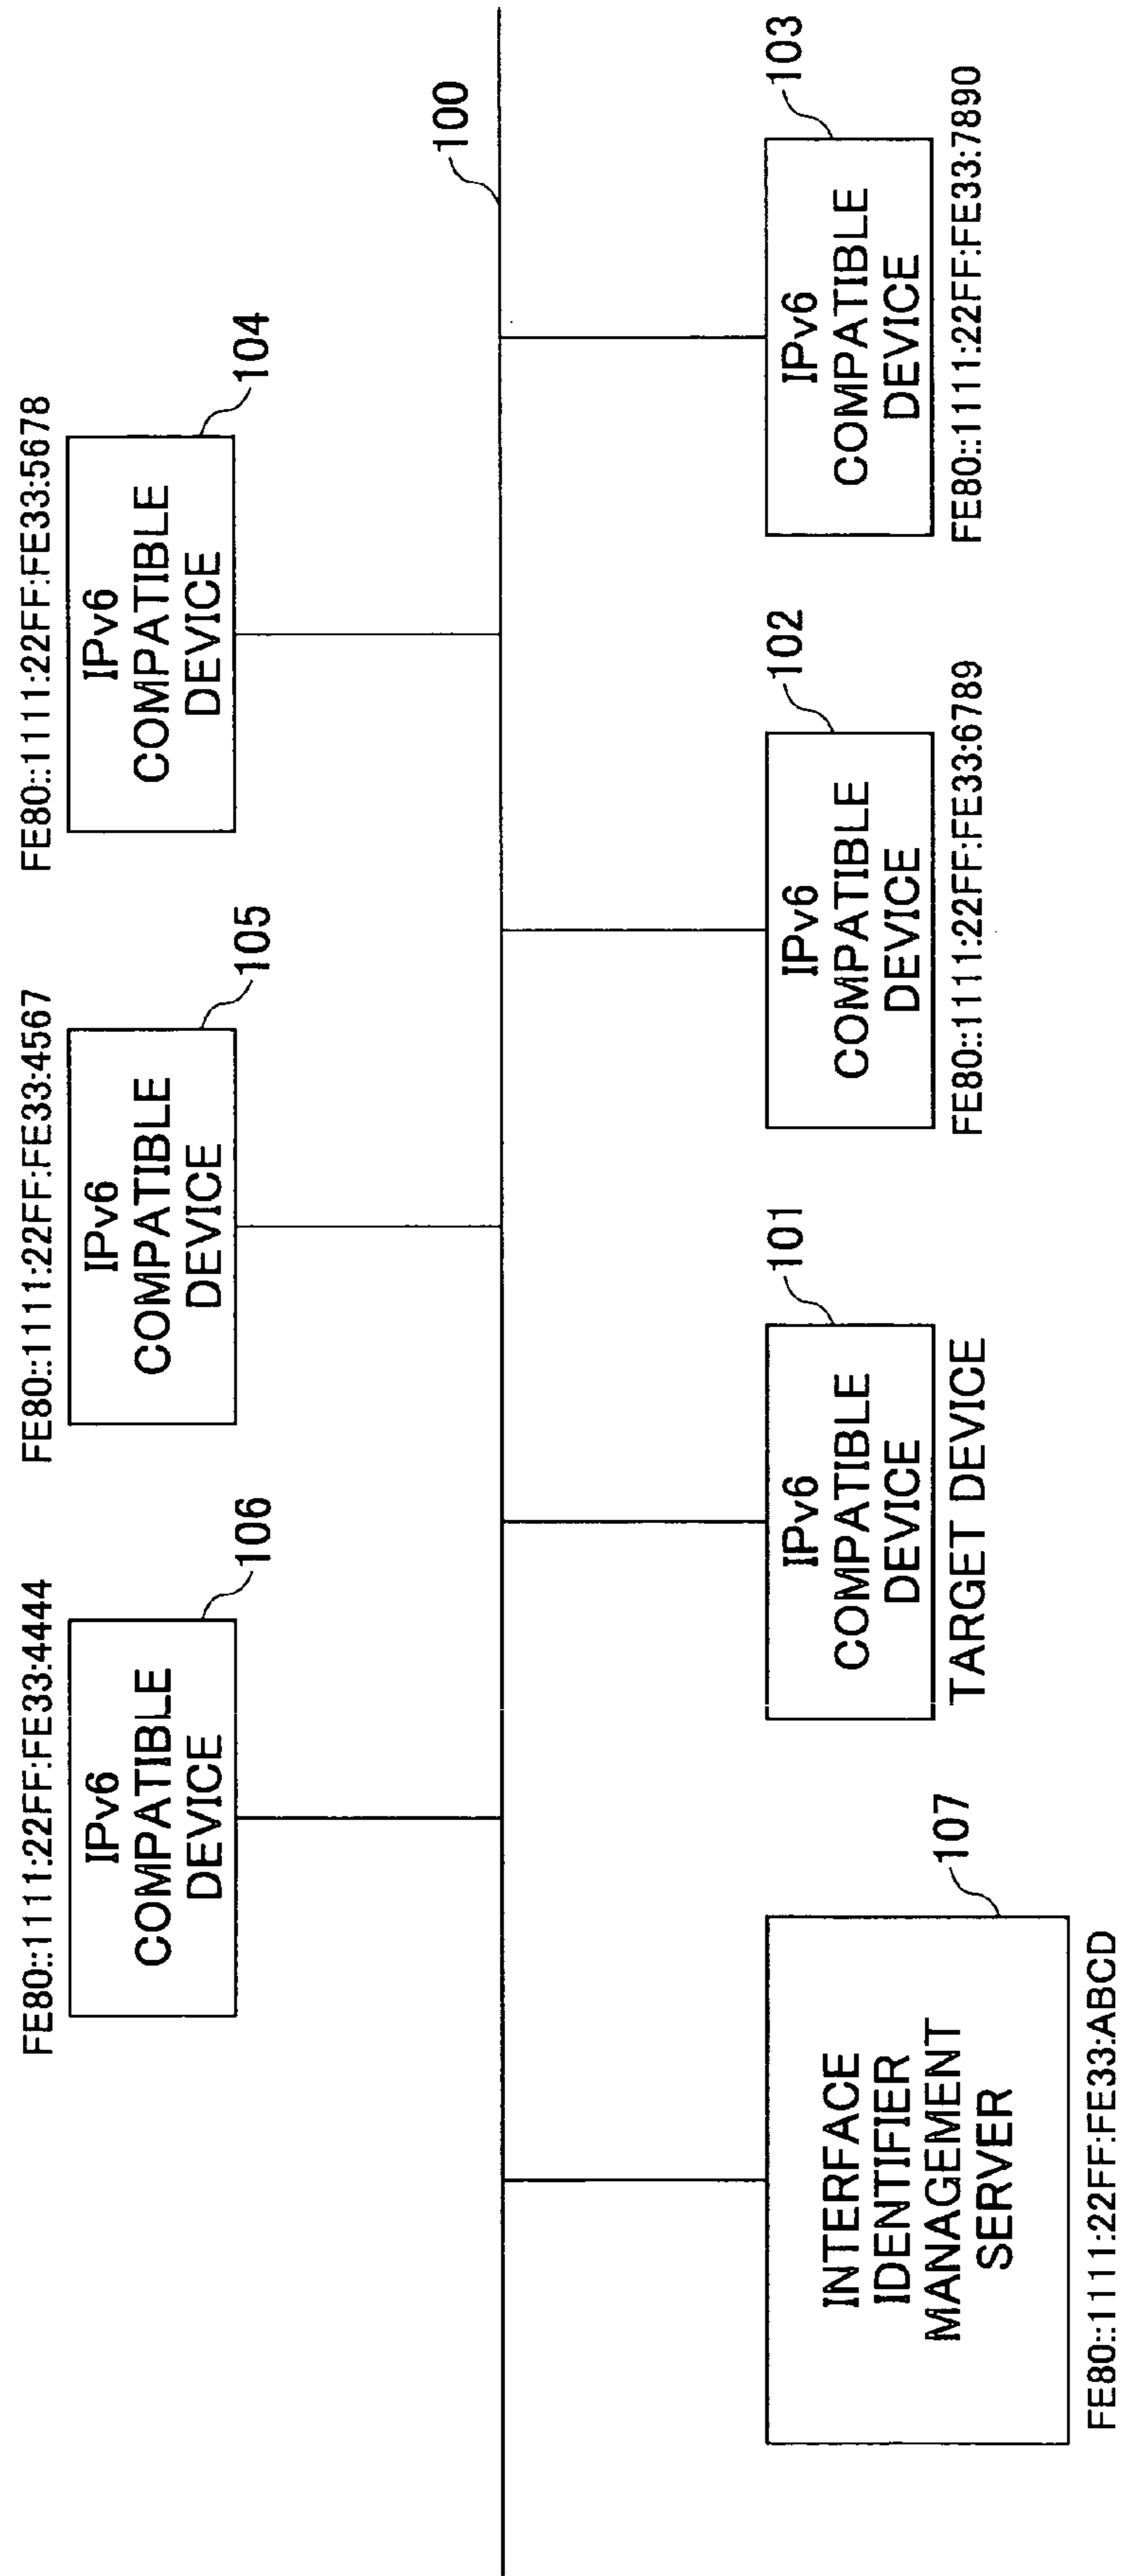 FE80::1111:22FF:FE33:4444
IPv6
COMPATIBLE
DEVICE
106
FE80::1111:22FF:FE33:4567
IPv6
COMPATIBLE
DEVICE
105
FE80::1111:22FF:FE33:5678
IPv6
COMPATIBLE
DEVICE
104
100
INTERFACE
IDENTIFIER
MANAGEMENT
SERVER
107
FE80::1111:22FF:FE33:ABCD
IPv6
COMPATIBLE
DEVICE
101
TARGET DEVICE
IPv6
COMPATIBLE
DEVICE
102
FE80::1111:22FF:FE33:6789
IPv6
COMPATIBLE
DEVICE
103
FE80::1111:22FF:FE33:7890